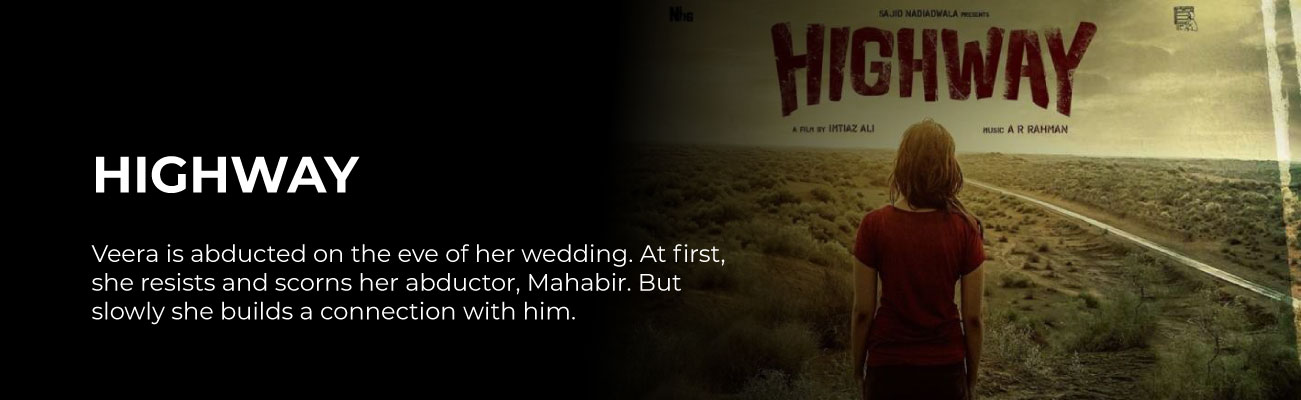 Nh6
SAJID NADIADWALA PRESENTS
HIGHWAY
A FILM BY IMTIAZ ALI
MUSIC A R RAHMAN
HIGHWAY
Veera is abducted on the eve of her wedding. At first,
she resists and scorns her abductor, Mahabir. But
slowly she builds a connection with him.